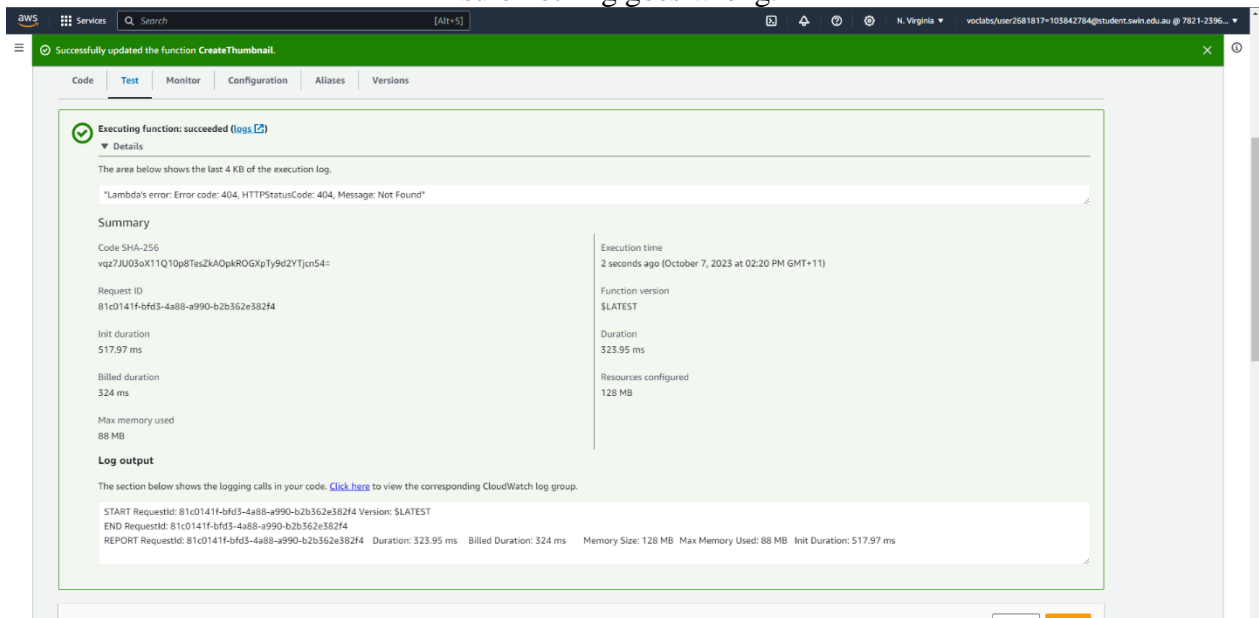 aws Services Search [Alt+S] N. Virginia voclabs/user2681817=103842784@student.swin.edu.au @ 7821-2396...
Successfully updated the function CreateThumbnail.
Code Test Monitor Configuration Aliases Versions
Executing function: succeeded (logs)
Details
The area below shows the last 4 KB of the execution log.
"Lambda's error: Error code: 404, HTTPStatusCode: 404, Message: Not Found"
Summary
Code SHA-256
vqz7JU03oX11Q10p8TesZkAOpkROGXpTy9d2YTjcn54=
Execution time
2 seconds ago (October 7, 2023 at 02:20 PM GMT+11)
Request ID
81c0141f-bfd3-4a88-a990-b2b362e382f4
Function version
$LATEST
Init duration
517.97 ms
Duration
323.95 ms
Billed duration
324 ms
Resources configured
128 MB
Max memory used
88 MB
Log output
The section below shows the logging calls in your code. Click here to view the corresponding CloudWatch log group.
START RequestId: 81c0141f-bfd3-4a88-a990-b2b362e382f4 Version: $LATEST
END RequestId: 81c0141f-bfd3-4a88-a990-b2b362e382f4
REPORT RequestId: 81c0141f-bfd3-4a88-a990-b2b362e382f4 Duration: 323.95 ms Billed Duration: 324 ms Memory Size: 128 MB Max Memory Used: 88 MB Init Duration: 517.97 ms